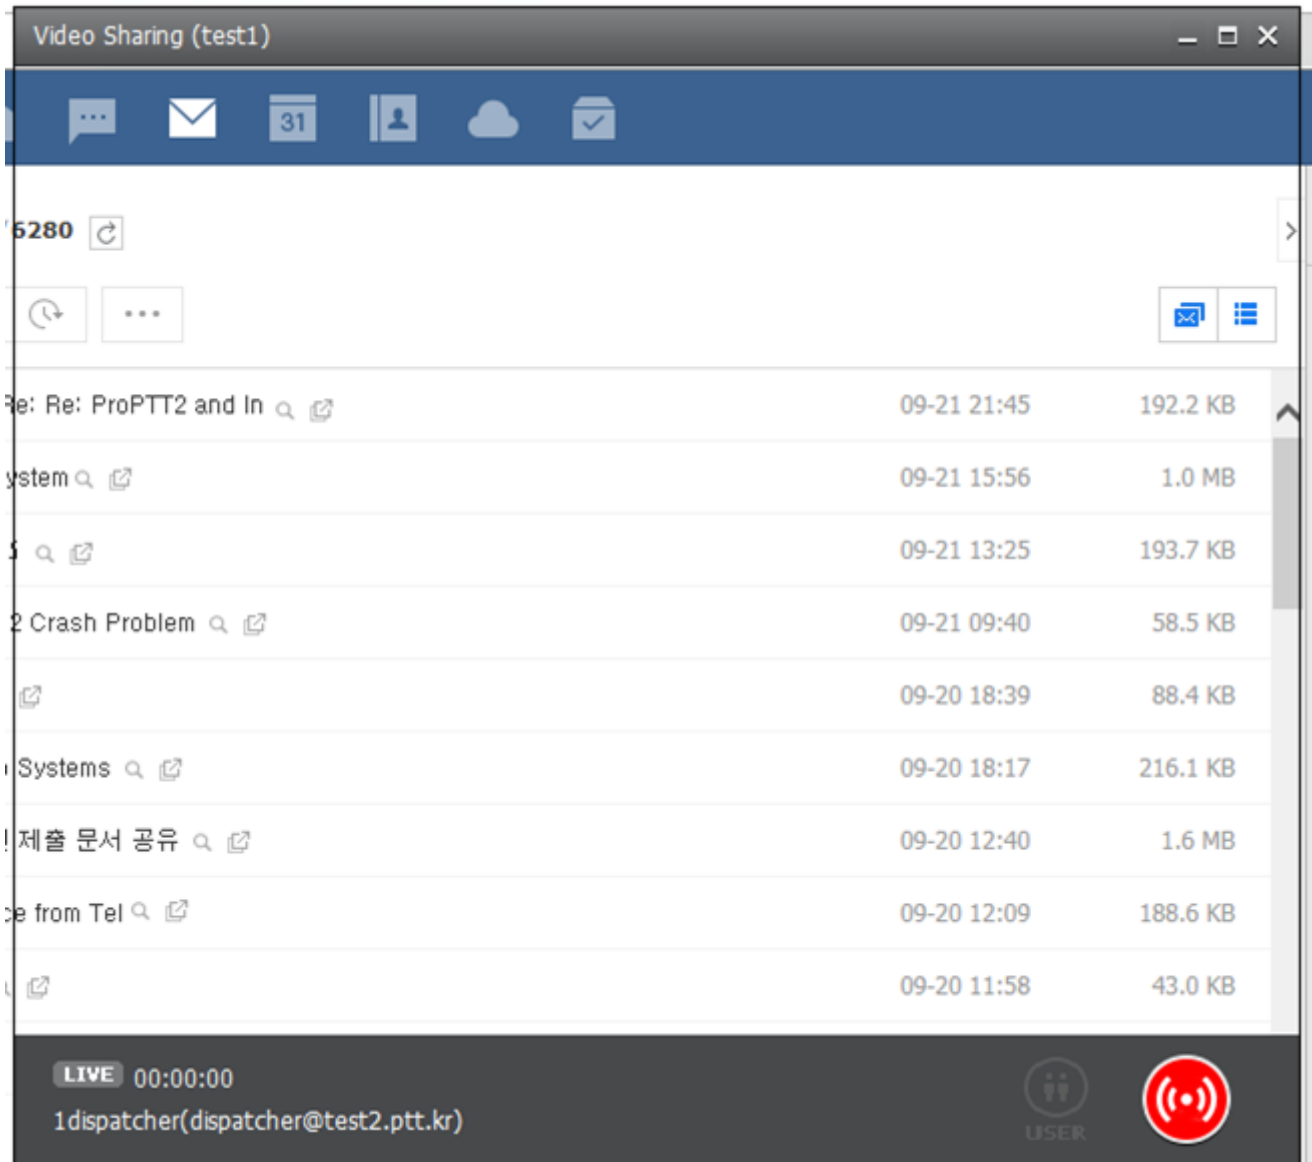 Video Sharing (test1)
31
6280
Re: Re: ProPTT2 and In 09-21 21:45 192.2 KB
ystem 09-21 15:56 1.0 MB
09-21 13:25 193.7 KB
2 Crash Problem 09-21 09:40 58.5 KB
09-20 18:39 88.4 KB
Systems 09-20 18:17 216.1 KB
제출 문서 공유 09-20 12:40 1.6 MB
ce from Tel 09-20 12:09 188.6 KB
09-20 11:58 43.0 KB
LIVE 00:00:00
1dispatcher(dispatcher@test2.ptt.kr)
USER